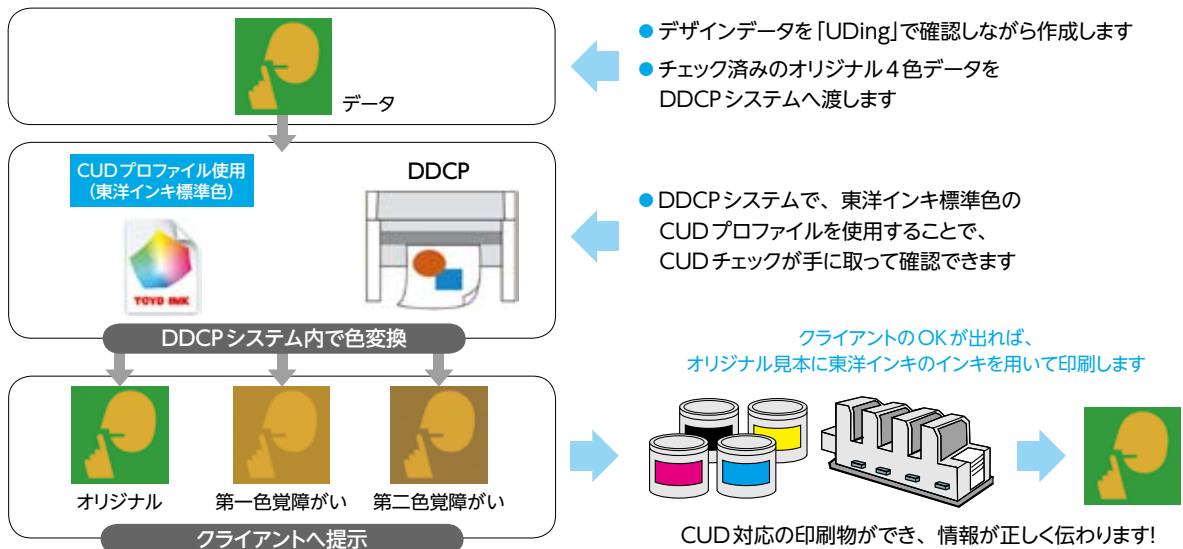 データ
● デザインデータを「UDing」で確認しながら作成します
● チェック済みのオリジナル4色データを
DDCPシステムへ渡します
CUDプロファイル使用
(東洋インキ標準色)
TOYO INK
DDCP
DDCPシステム内で色変換
● DDCPシステムで、東洋インキ標準色の
CUDプロファイルを使用することで、
CUDチェックが手に取って確認できます
オリジナル
第一色覚障がい
第二色覚障がい
クライアントへ提示
クライアントのOKが出れば、
オリジナル見本に東洋インキのインキを用いて印刷します
CUD対応の印刷物ができ、情報が正しく伝わります!